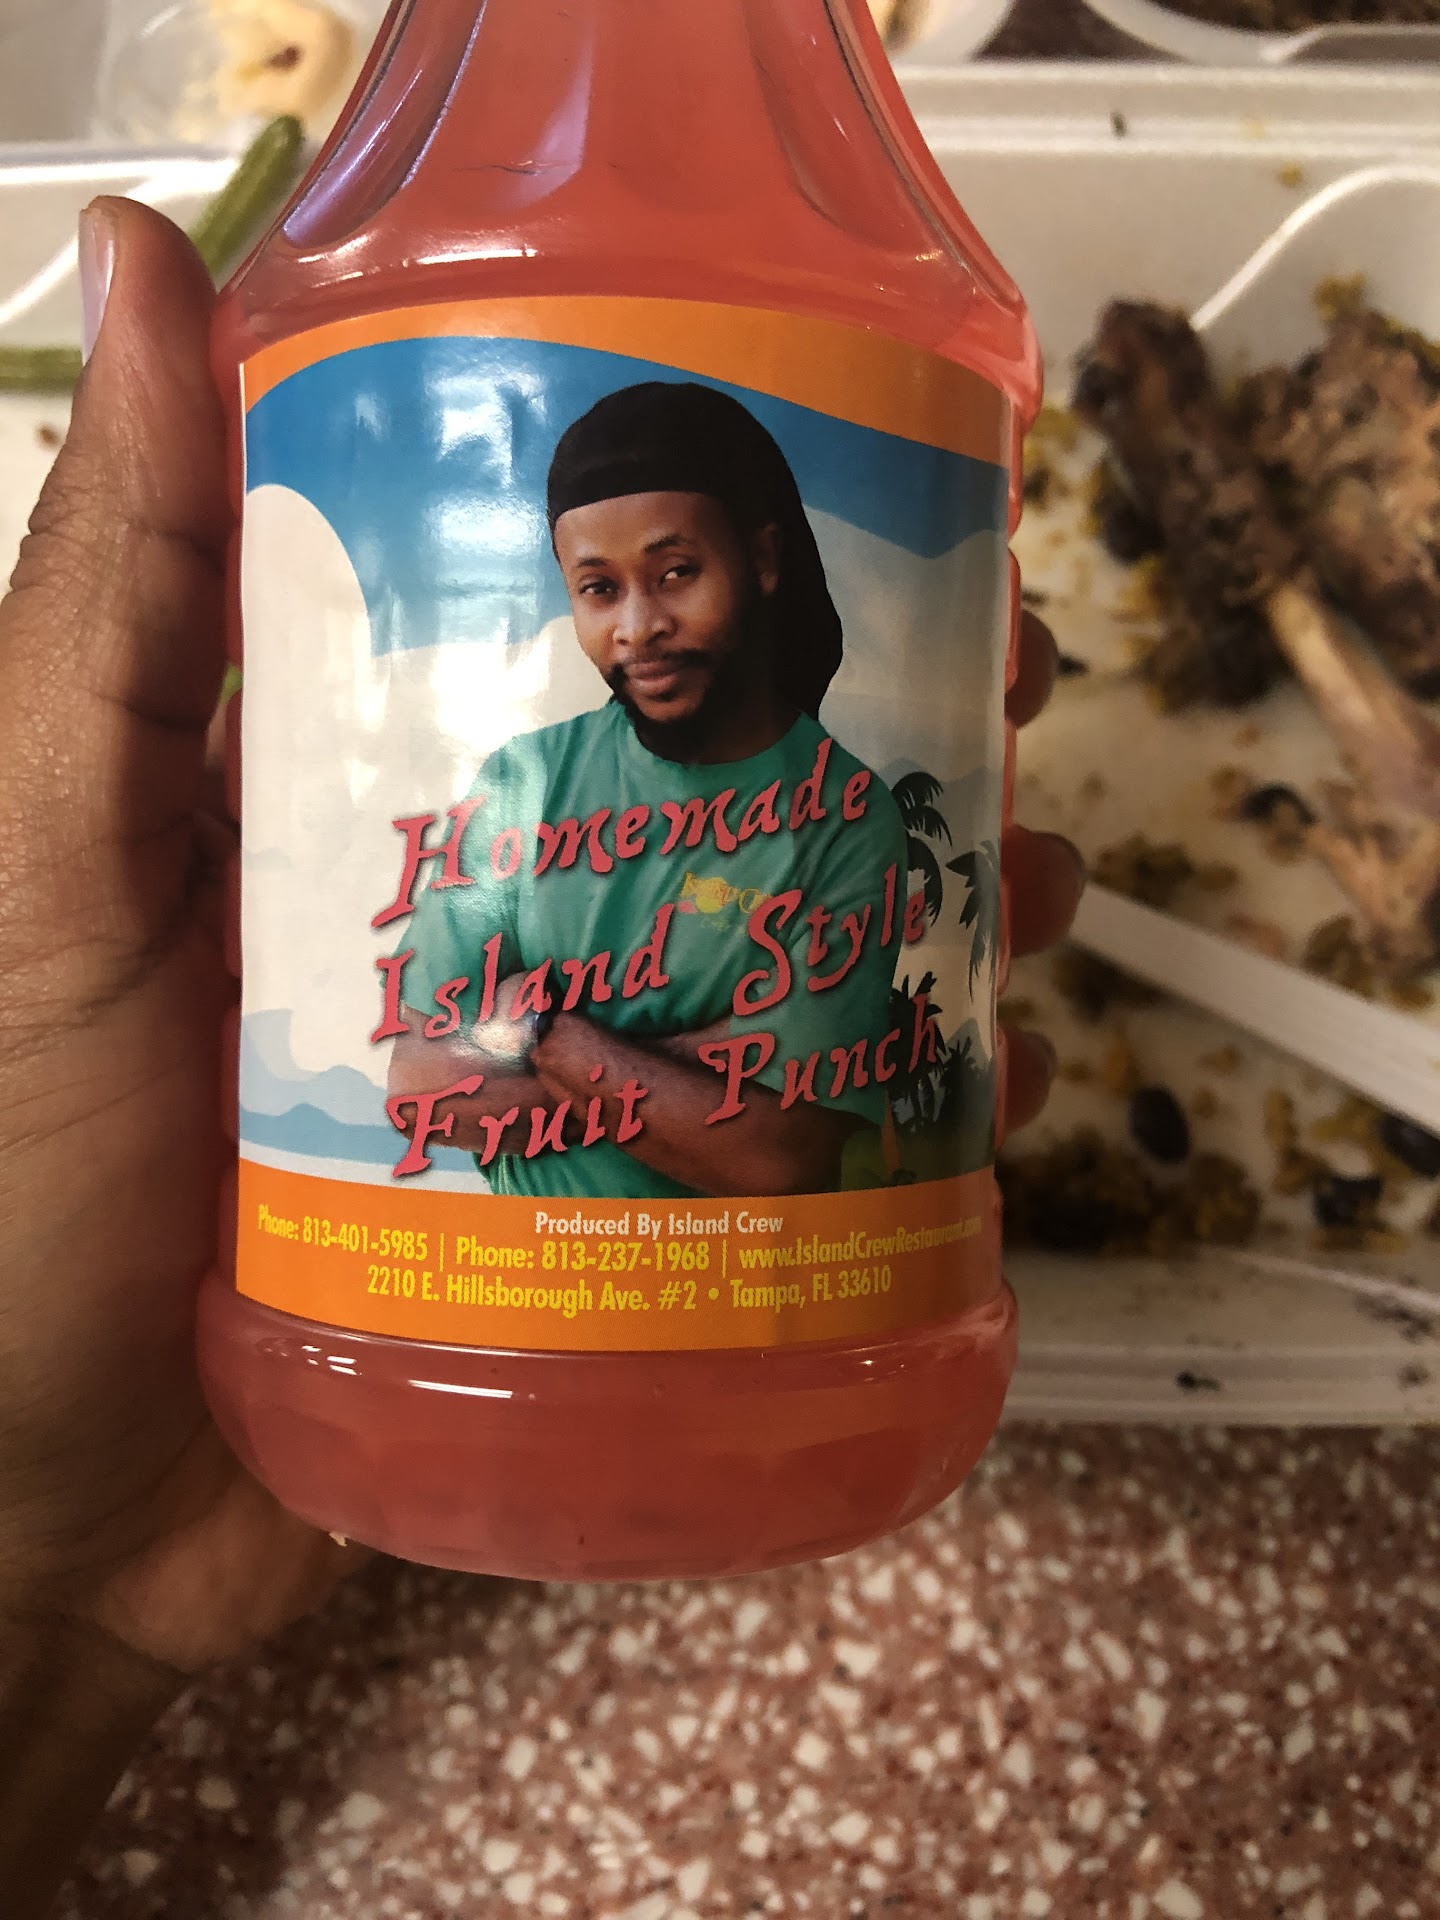 Homemade
Island Style
Fruit Punch
Produced By Island Crew
Phone: 813-401-5985 | Phone: 813-237-1968 | www.IslandCrewRestaurant.com
2210 E. Hillsborough Ave. #2 • Tampa, FL 33610